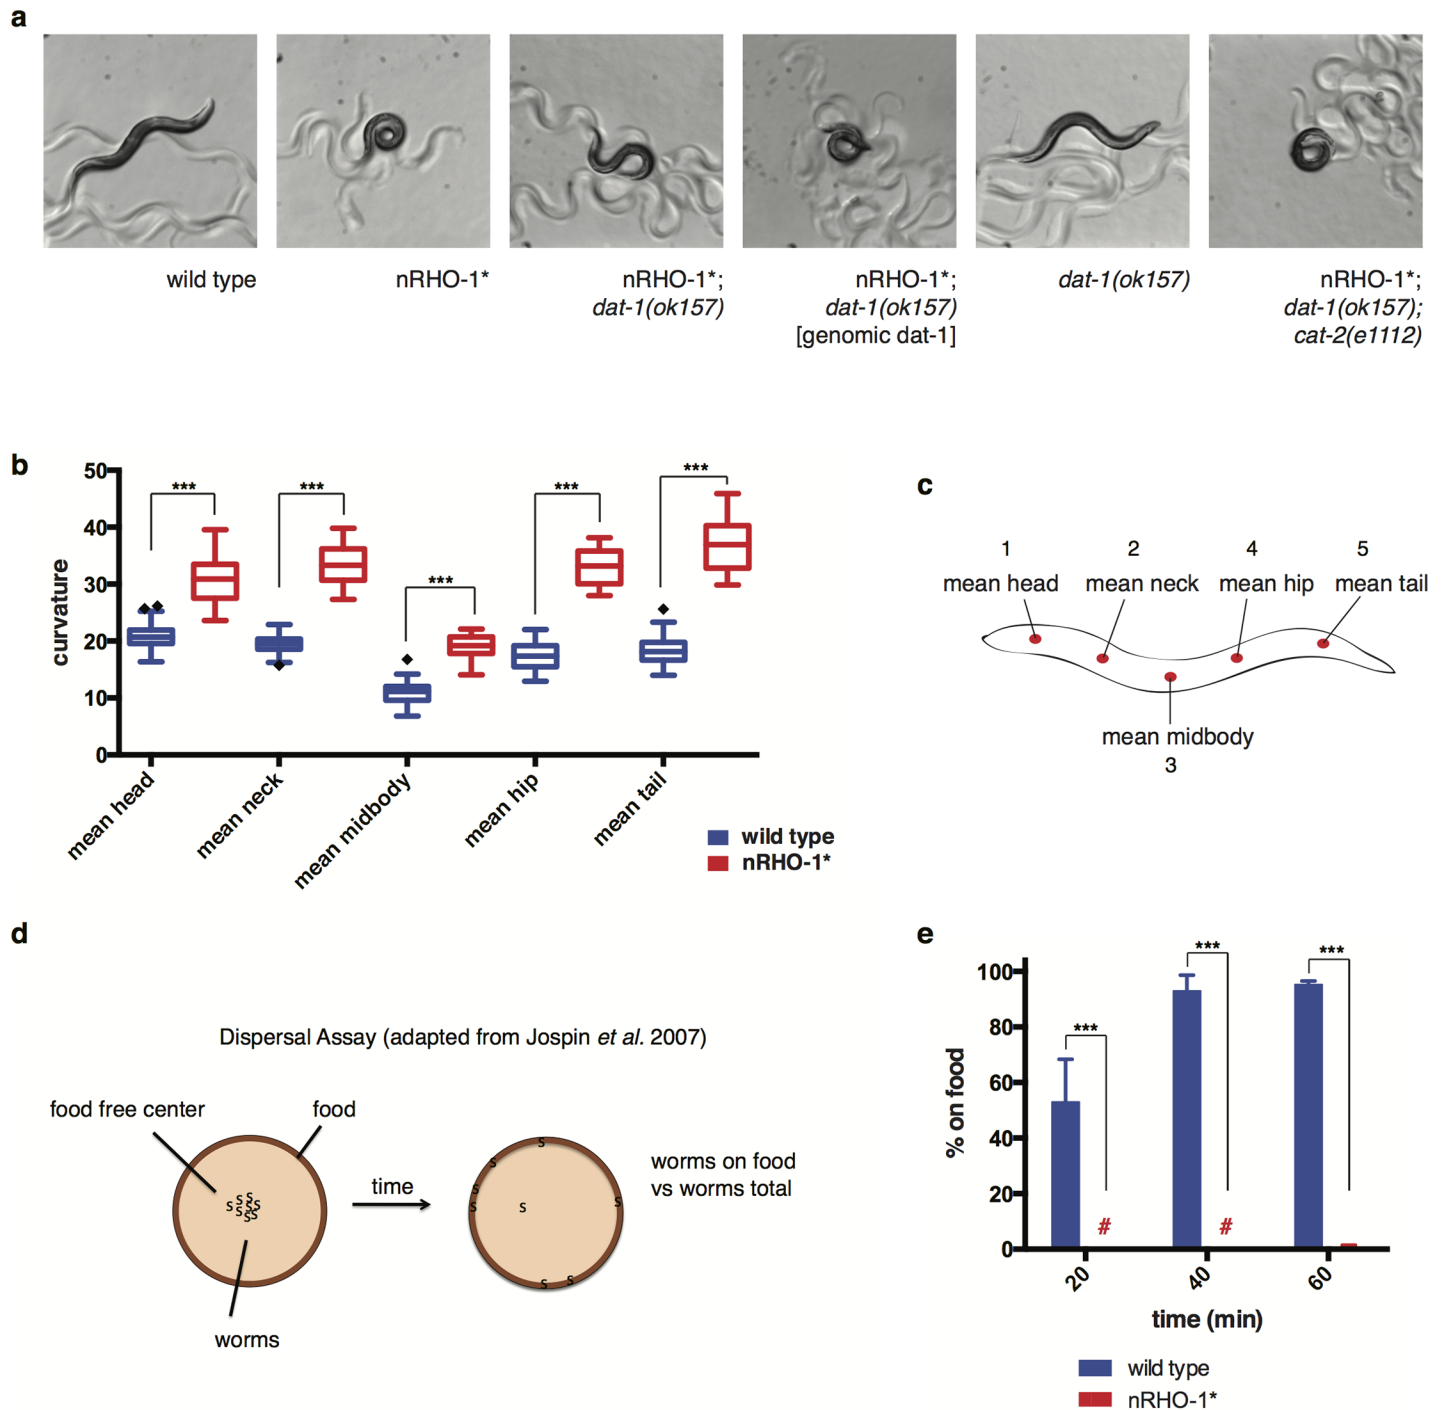 a
wild type
nRHO-1*
nRHO-1*;
dat-1(ok157)
nRHO-1*;
dat-1(ok157)
[genomic dat-1]
dat-1(ok157)
nRHO-1*;
dat-1(ok157);
cat-2(e1112)
b
curvature
50
40
30
20
10
0
***
***
***
***
***
mean head
mean neck
mean midbody
mean hip
mean tail
wild type
nRHO-1*
c
1
2
4
5
mean head
mean neck
mean hip
mean tail
mean midbody
3
d
Dispersal Assay (adapted from Jospin et al. 2007)
food free center
food
s s s s s s s s
worms
time
s
s
s
s
s
s
s
s
worms on food
vs worms total
e
% on food
100
80
60
40
20
0
***
***
***
#
#
20
40
60
time (min)
wild type
nRHO-1*